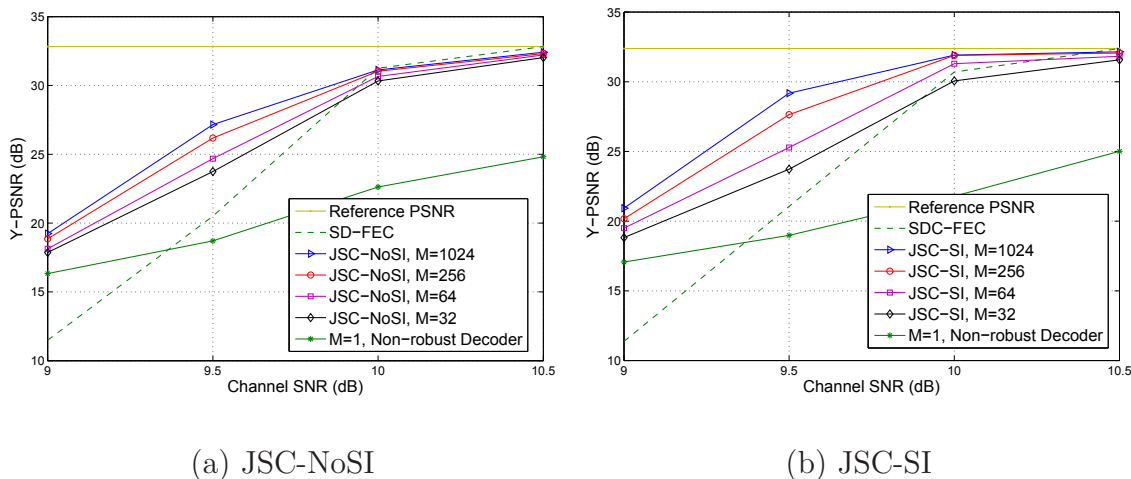 35
30
25
20
15
10
9
9.5
10
10.5
Y−PSNR (dB)
Channel SNR (dB)
Reference PSNR
SD−FEC
JSC−NoSI, M=1024
JSC−NoSI, M=256
JSC−NoSI, M=64
JSC−NoSI, M=32
M=1, Non−robust Decoder
(a) JSC-NoSI
35
30
25
20
15
10
9
9.5
10
10.5
Y−PSNR (dB)
Channel SNR (dB)
Reference PSNR
SDC−FEC
JSC−SI, M=1024
JSC−SI, M=256
JSC−SI, M=64
JSC−SI, M=32
M=1, Non−robust Decoder
(b) JSC-SI